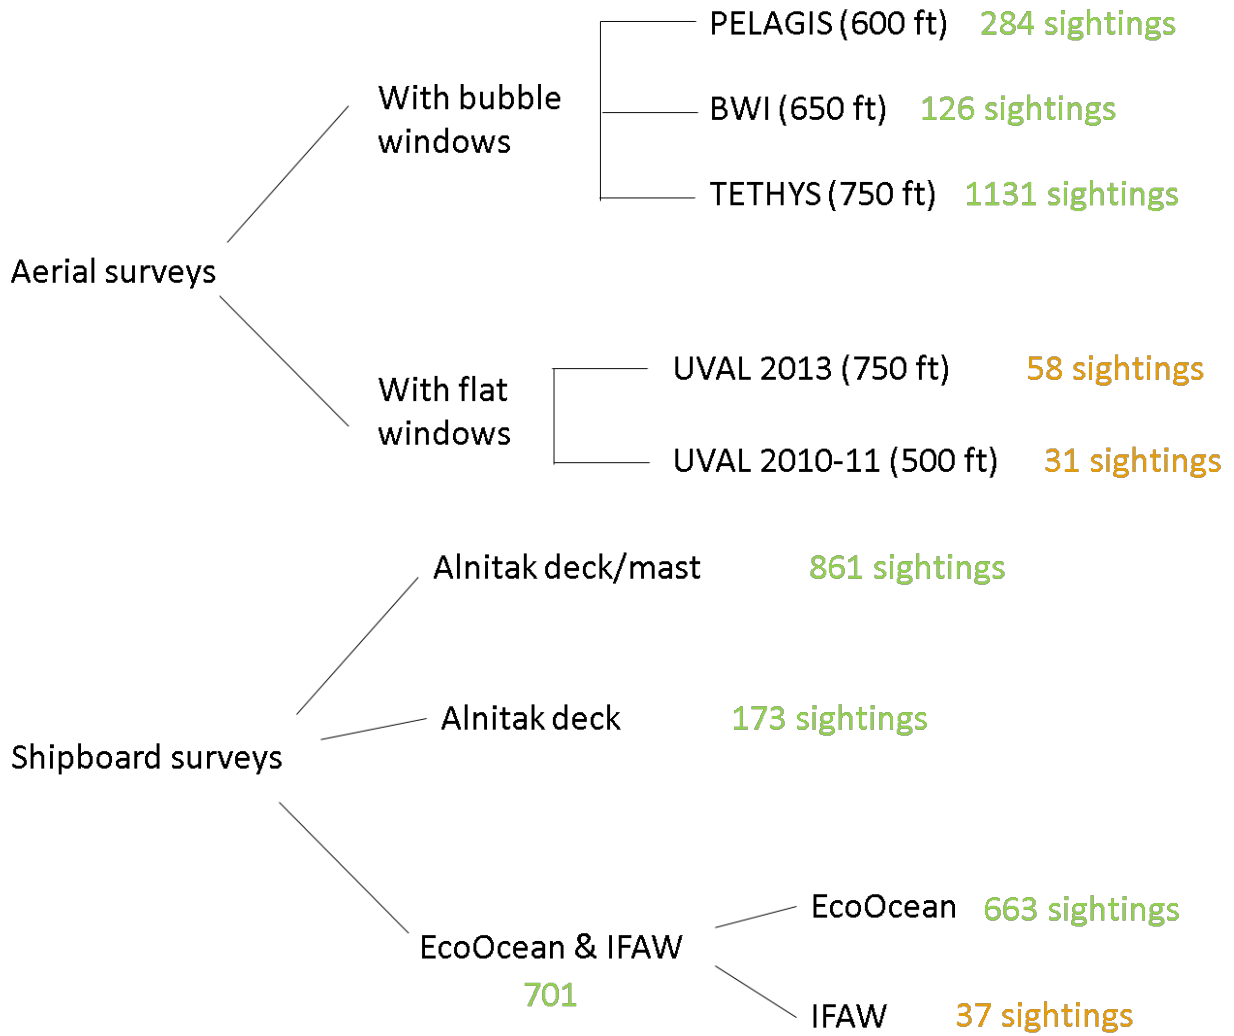 PELAGIS (600 ft) 284 sightings
With bubble
windows
BWI (650 ft) 126 sightings
TETHYS (750 ft) 1131 sightings
Aerial surveys
With flat
windows
UVAL 2013 (750 ft) 58 sightings
UVAL 2010-11 (500 ft) 31 sightings
Alnitak deck/mast 861 sightings
Alnitak deck 173 sightings
Shipboard surveys
EcoOcean & IFAW
701
EcoOcean 663 sightings
IFAW 37 sightings